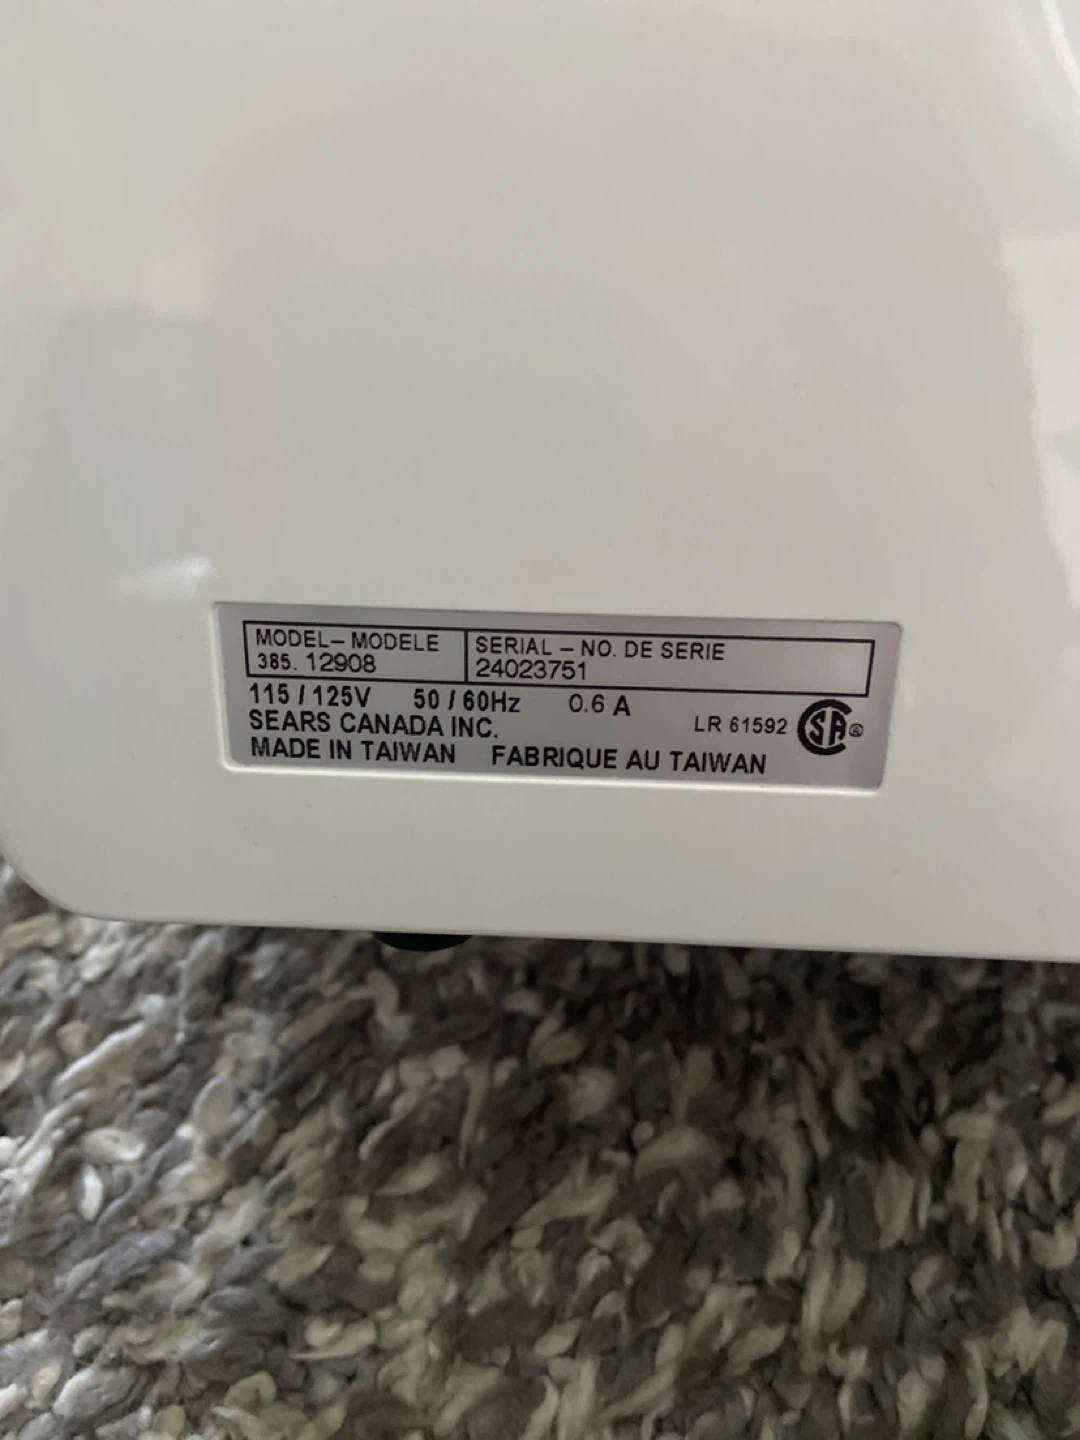 MODEL–MODELE
385. 12908
SERIAL – NO. DE SERIE
24023751
115 / 125V 50 / 60Hz 0.6 A
SEARS CANADA INC.
LR 61592 SA ®
MADE IN TAIWAN FABRIQUE AU TAIWAN